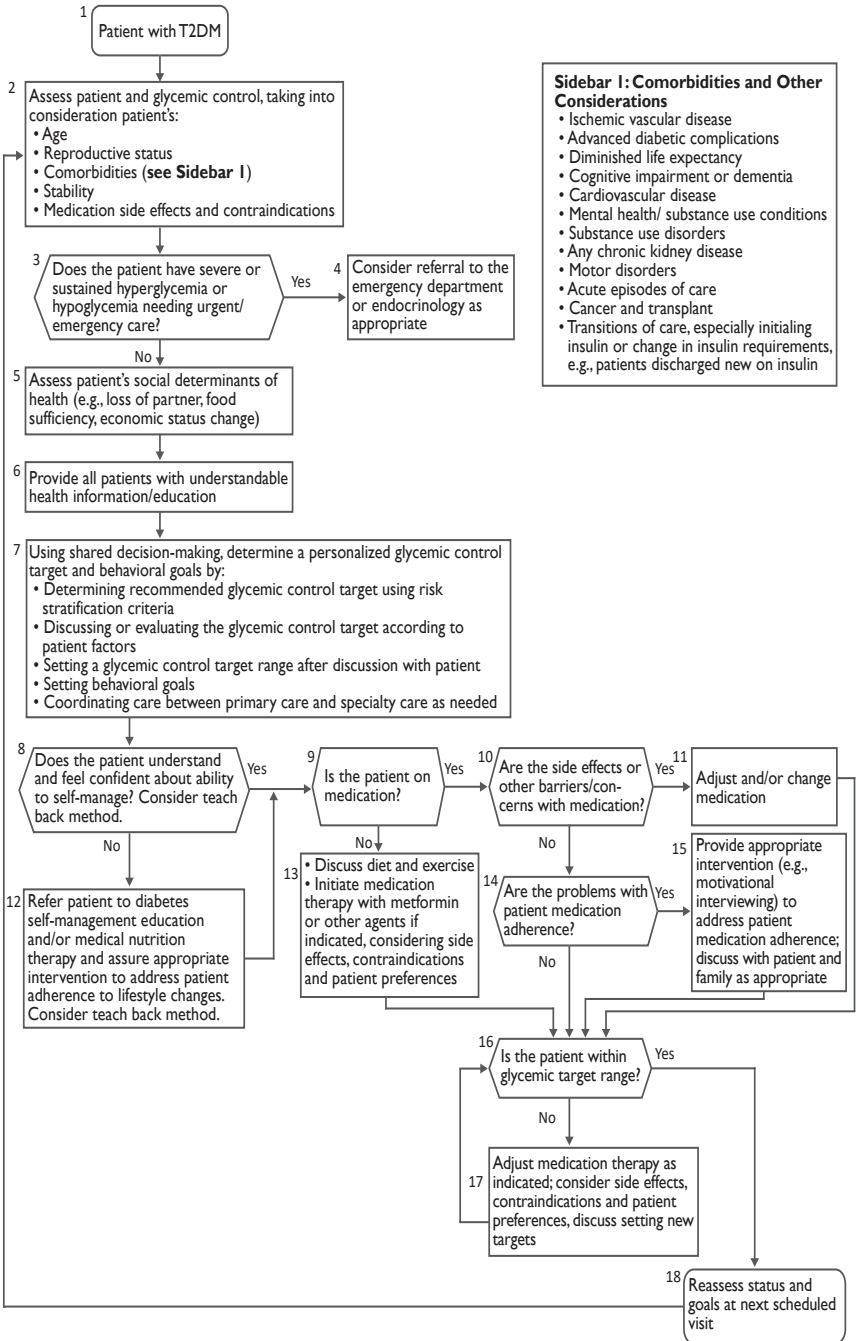 1
Patient with T2DM
2
Assess patient and glycemic control, taking into
consideration patient's:
• Age
• Reproductive status
• Comorbidities (see Sidebar 1)
• Stability
• Medication side effects and contraindications
Sidebar 1: Comorbidities and Other
Considerations
• Ischemic vascular disease
• Advanced diabetic complications
• Diminished life expectancy
• Cognitive impairment or dementia
• Cardiovascular disease
• Mental health/ substance use conditions
• Substance use disorders
• Any chronic kidney disease
• Motor disorders
• Acute episodes of care
• Cancer and transplant
• Transitions of care, especially initialing
insulin or change in insulin requirements,
e.g., patients discharged new on insulin
3
Does the patient have severe or
sustained hyperglycemia or
hypoglycemia needing urgent/
emergency care?
Yes
4
Consider referral to the
emergency department
or endocrinology as
appropriate
No
5
Assess patient's social determinants of
health (e.g., loss of partner, food
sufficiency, economic status change)
6
Provide all patients with understandable
health information/education
7
Using shared decision-making, determine a personalized glycemic control
target and behavioral goals by:
• Determining recommended glycemic control target using risk
stratification criteria
• Discussing or evaluating the glycemic control target according to
patient factors
• Setting a glycemic control target range after discussion with patient
• Setting behavioral goals
• Coordinating care between primary care and specialty care as needed
8
Does the patient understand
and feel confident about ability
to self-manage? Consider teach
back method.
Yes
No
9
Is the patient on
medication?
Yes
No
10
Are the side effects or
other barriers/con-
cerns with medication?
Yes
No
11
Adjust and/or change
medication
12
Refer patient to diabetes
self-management education
and/or medical nutrition
therapy and assure appropriate
intervention to address patient
adherence to lifestyle changes.
Consider teach back method.
13
• Discuss diet and exercise
• Initiate medication
therapy with metformin
or other agents if
indicated, considering side
effects, contraindications
and patient preferences
14
Are the problems with
patient medication
adherence?
Yes
No
15
Provide appropriate
intervention (e.g.,
motivational
interviewing) to
address patient
medication adherence;
discuss with patient and
family as appropriate
16
Is the patient within
glycemic target range?
Yes
No
17
Adjust medication therapy as
indicated; consider side effects,
contraindications and patient
preferences, discuss setting new
targets
18
Reassess status and
goals at next scheduled
visit